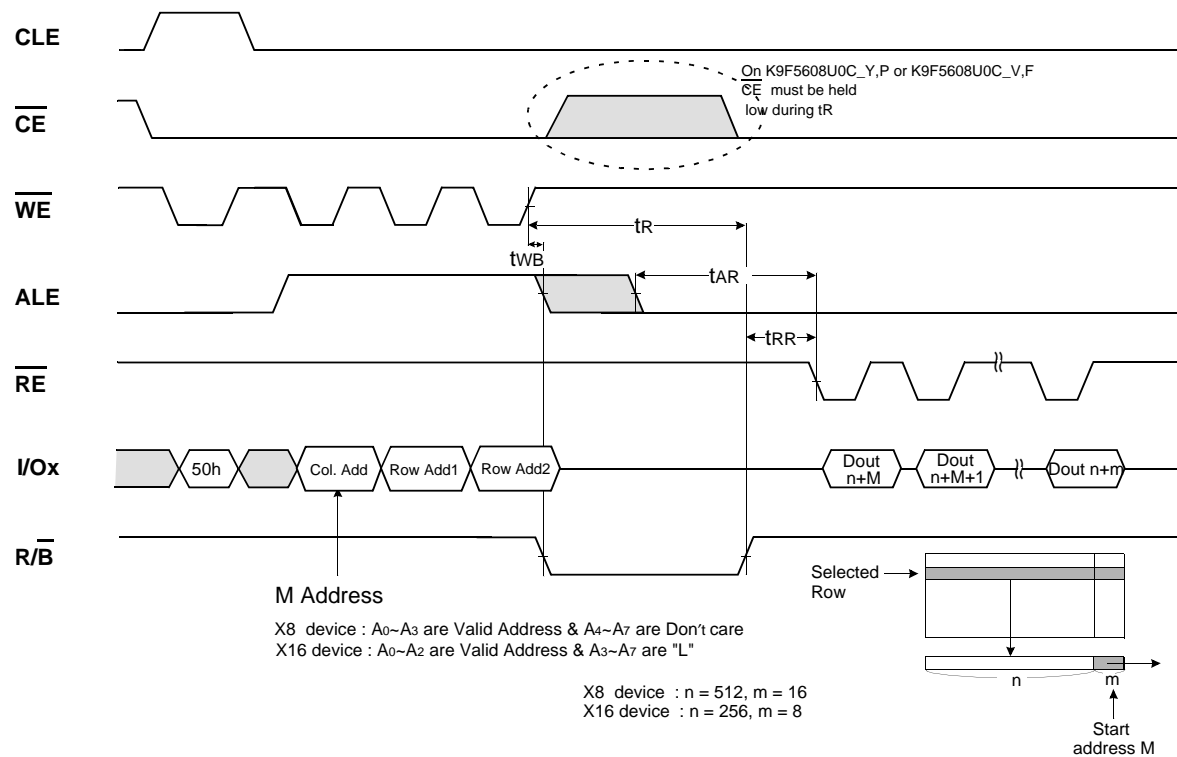 CLE
On K9F5608U0C_Y,P or K9F5608U0C_V,F
CE must be held
low during tR
CE
WE
tR
tWB
ALE
tAR
tRR
RE
I/Ox
50h
Col. Add
Row Add1
Row Add2
Dout
n+M
Dout
n+M+1
Dout n+m
R/B
M Address
X8 device : A0~A3 are Valid Address & A4~A7 are Don't care
X16 device : A0~A2 are Valid Address & A3~A7 are "L"
Selected
Row
n
m
X8 device : n = 512, m = 16
X16 device : n = 256, m = 8
Start
address M